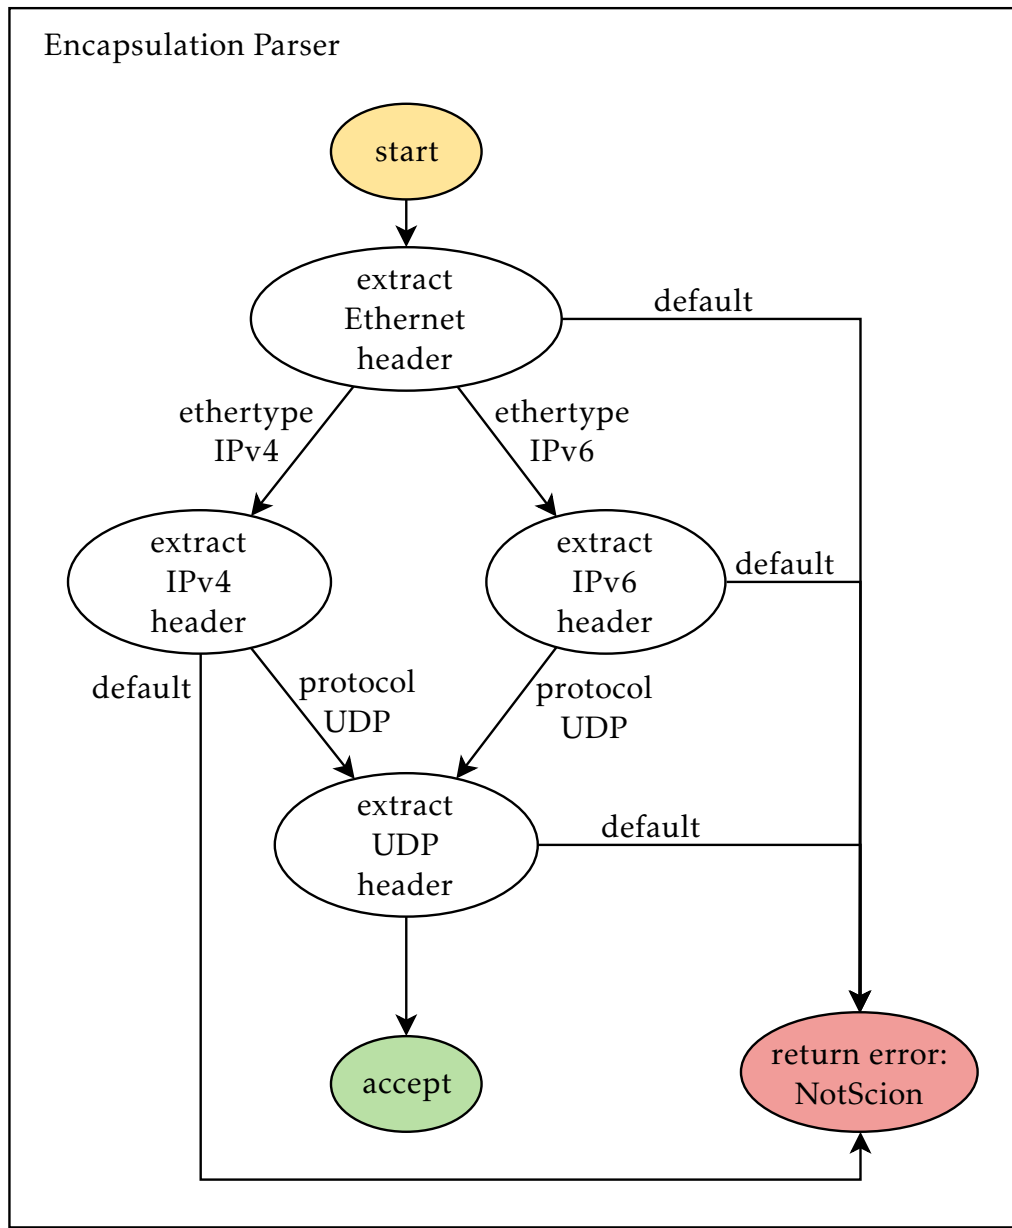 Encapsulation Parser
start
extract
Ethernet
header
default
ethertype
IPv4
ethertype
IPv6
extract
IPv4
header
extract
IPv6
header
default
default
protocol
UDP
protocol
UDP
extract
UDP
header
default
accept
return error:
NotScion